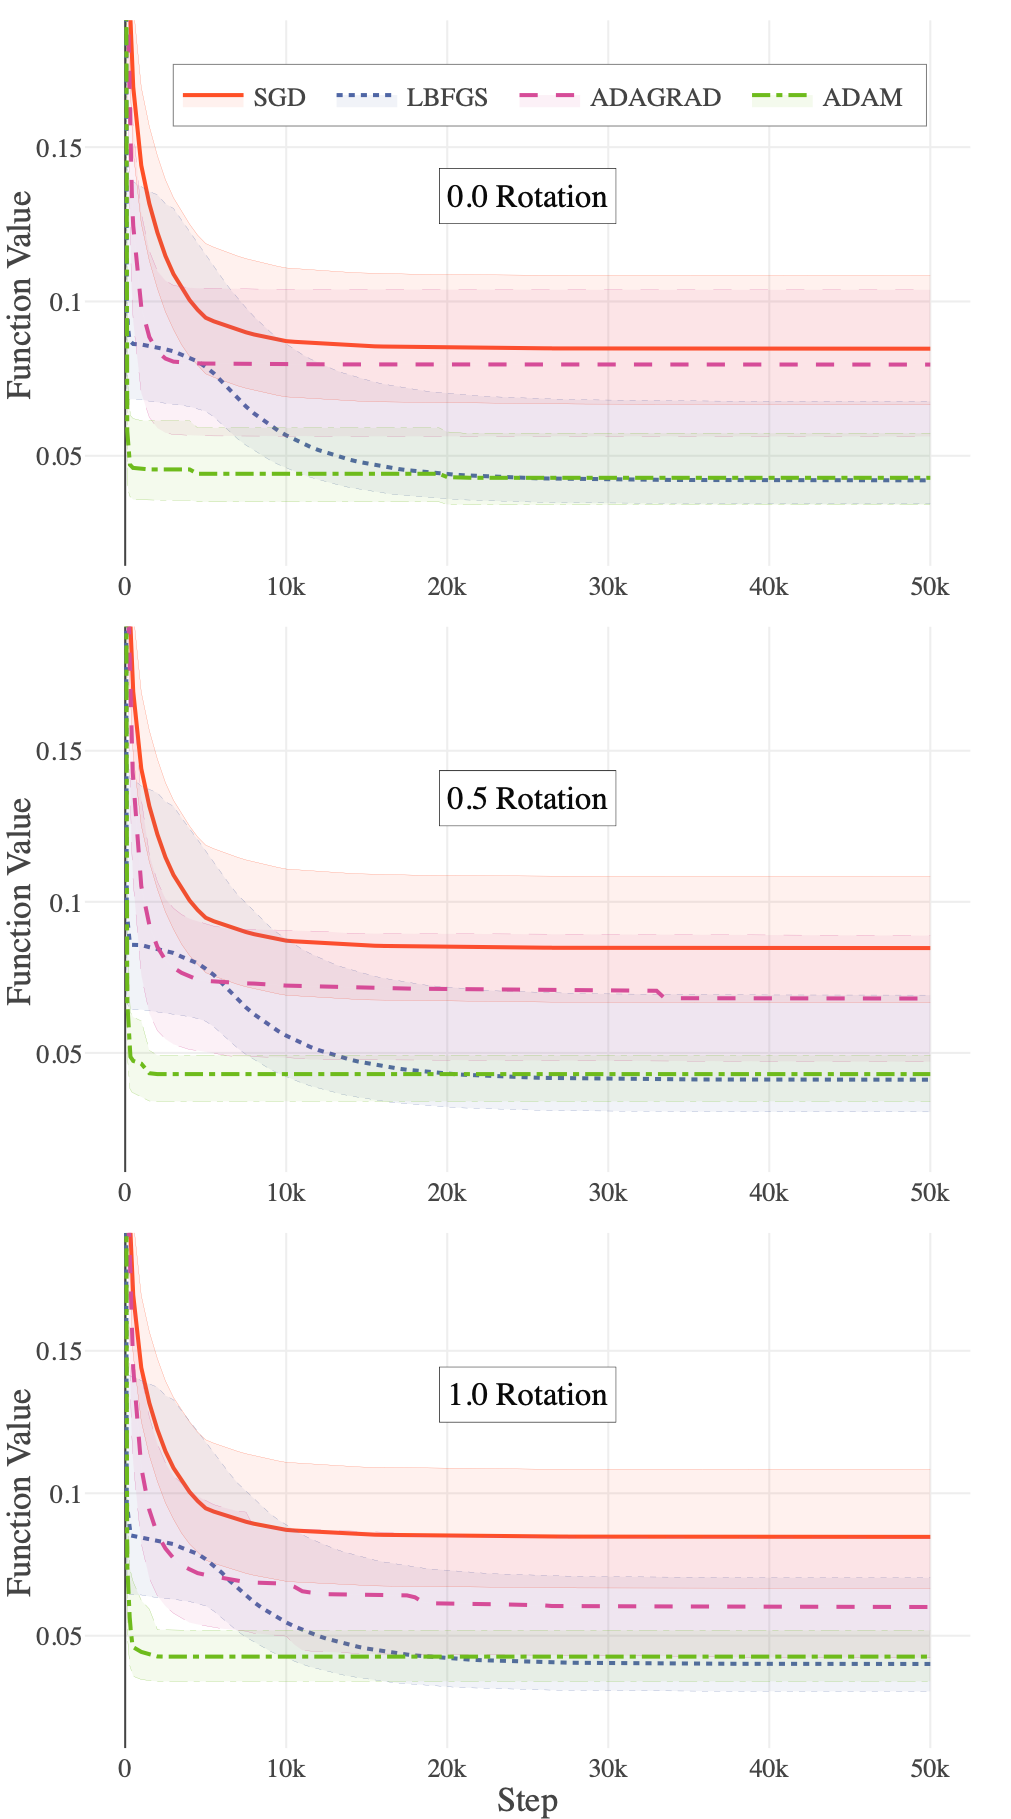 SGD LBFGS ADAGRAD ADAM
0.0 Rotation
Function Value
0.15
0.1
0.05
0 10k 20k 30k 40k 50k
0.5 Rotation
Function Value
0.15
0.1
0.05
0 10k 20k 30k 40k 50k
1.0 Rotation
Function Value
0.15
0.1
0.05
0 10k 20k 30k 40k 50k
Step